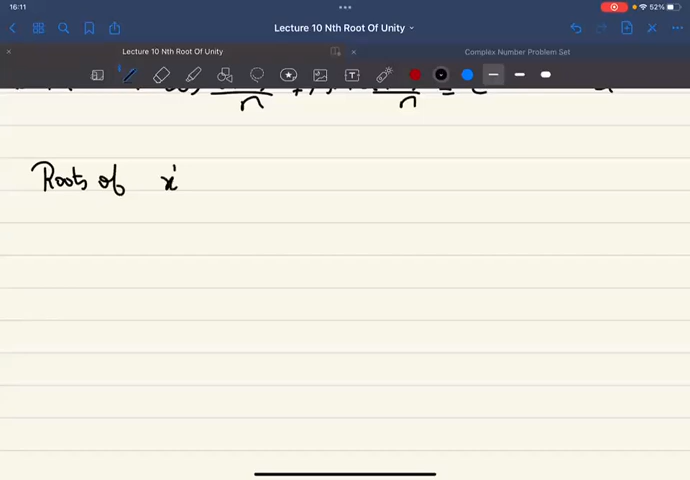 16:11
52%
Lecture 10 Nth Root Of Unity
Lecture 10 Nth Root Of Unity
Complex Number Problem Set
n n
Roots of x